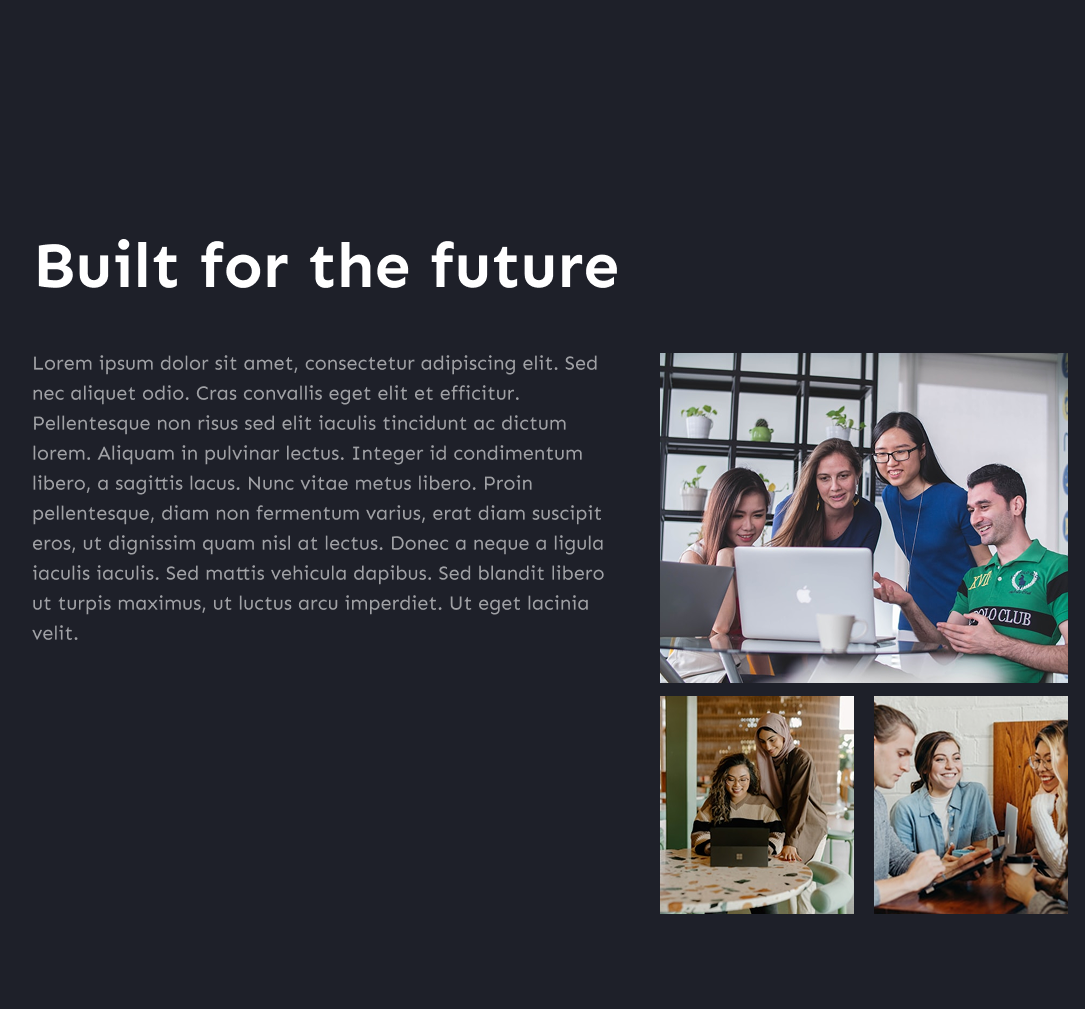 Built for the future
Lorem ipsum dolor sit amet, consectetur adipiscing elit. Sed
nec aliquet odio. Cras convallis eget elit et efficitur.
Pellentesque non risus sed elit iaculis tincidunt ac dictum
lorem. Aliquam in pulvinar lectus. Integer id condimentum
libero, a sagittis lacus. Nunc vitae metus libero. Proin
pellentesque, diam non fermentum varius, erat diam suscipit
eros, ut dignissim quam nisl at lectus. Donec a neque a ligula
iaculis iaculis. Sed mattis vehicula dapibus. Sed blandit libero
ut turpis maximus, ut luctus arcu imperdiet. Ut eget lacinia
velit.
XVII
POLO CLUB